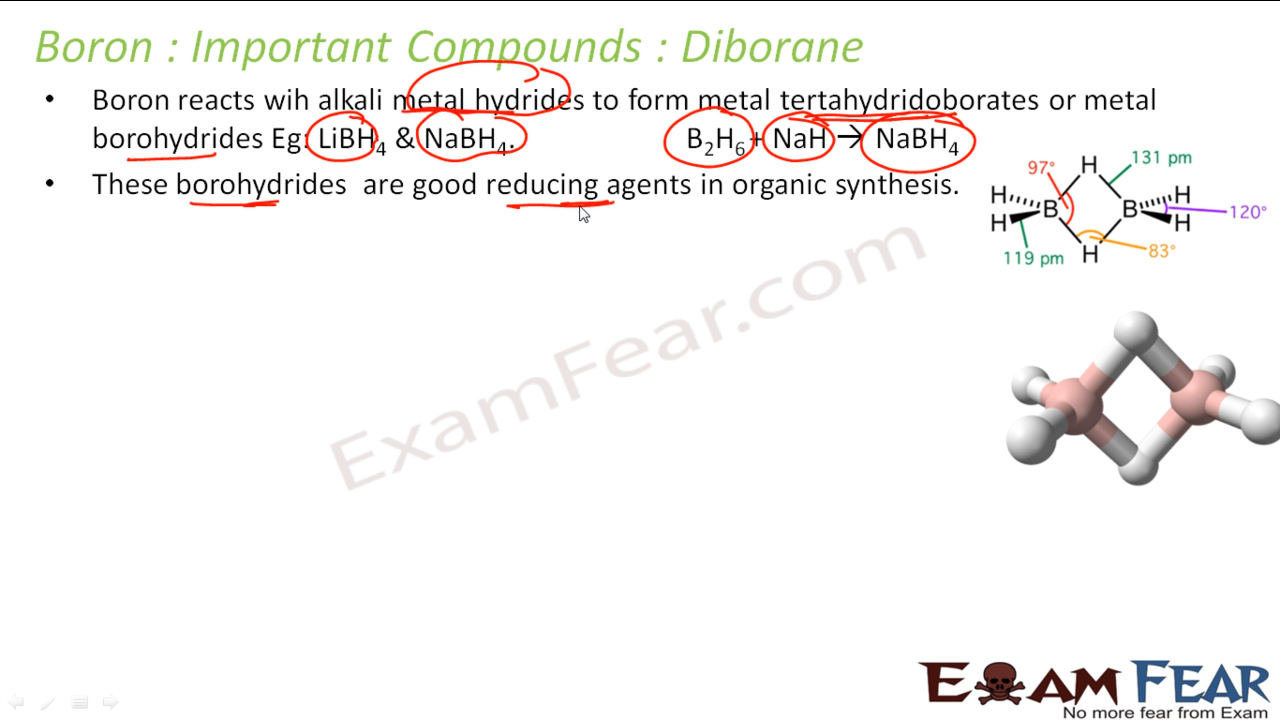 Boron : Important Compounds : Diborane
• Boron reacts wih alkali metal hydrides to form metal tertahydridoborates or metal
borohydrides Eg: LiBH₄ & NaBH₄. B₂H₆ + NaH → NaBH₄
• These borohydrides are good reducing agents in organic synthesis.
97° H 131 pm
H B B H
H H 120°
119 pm H 83°
ExamFear.com
EXAM FEAR
No more fear from Exam